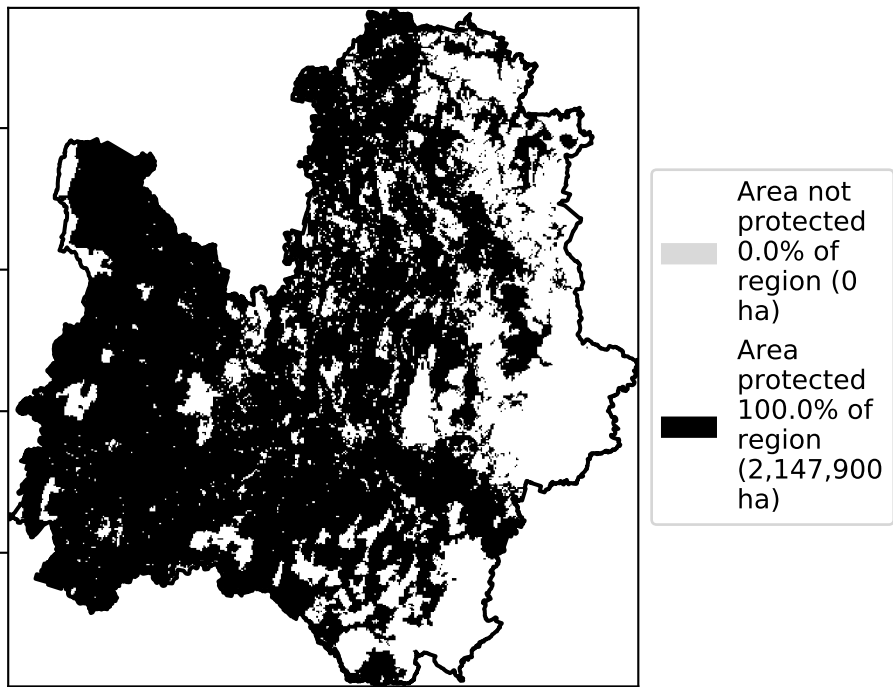 Area not
protected
0.0% of
region (0
ha)
Area
protected
100.0% of
region
(2,147,900
ha)